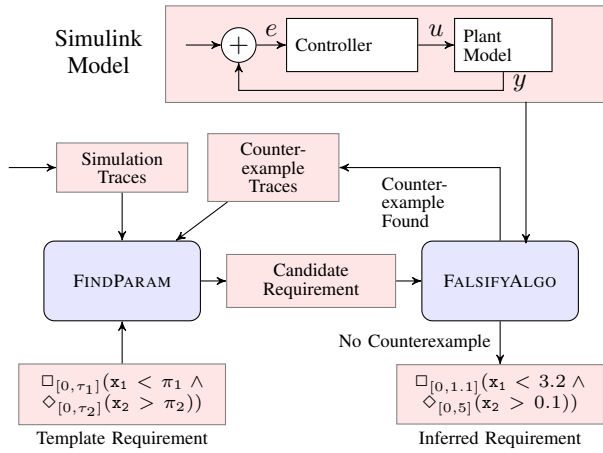 Simulink
Model
+
e
Controller
u
Plant
Model
y
Simulation
Traces
Counter-
example
Traces
Counter-
example
Found
FINDPARAM
Candidate
Requirement
FALSIFYALGO
No Counterexample
□[0,τ1](x1 < π1 ∧
◇[0,τ2](x2 > π2))
Template Requirement
□[0,1.1](x1 < 3.2 ∧
◇[0,5](x2 > 0.1))
Inferred Requirement